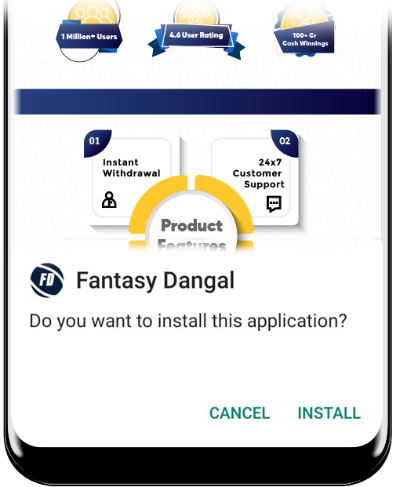 1 Million+ Users
4.6 User Rating
100+ Cr
Cash Winnings
01
Instant
Withdrawal
02
24x7
Customer
Support
Product
Features
FD
Fantasy Dangal
Do you want to install this application?
CANCEL
INSTALL